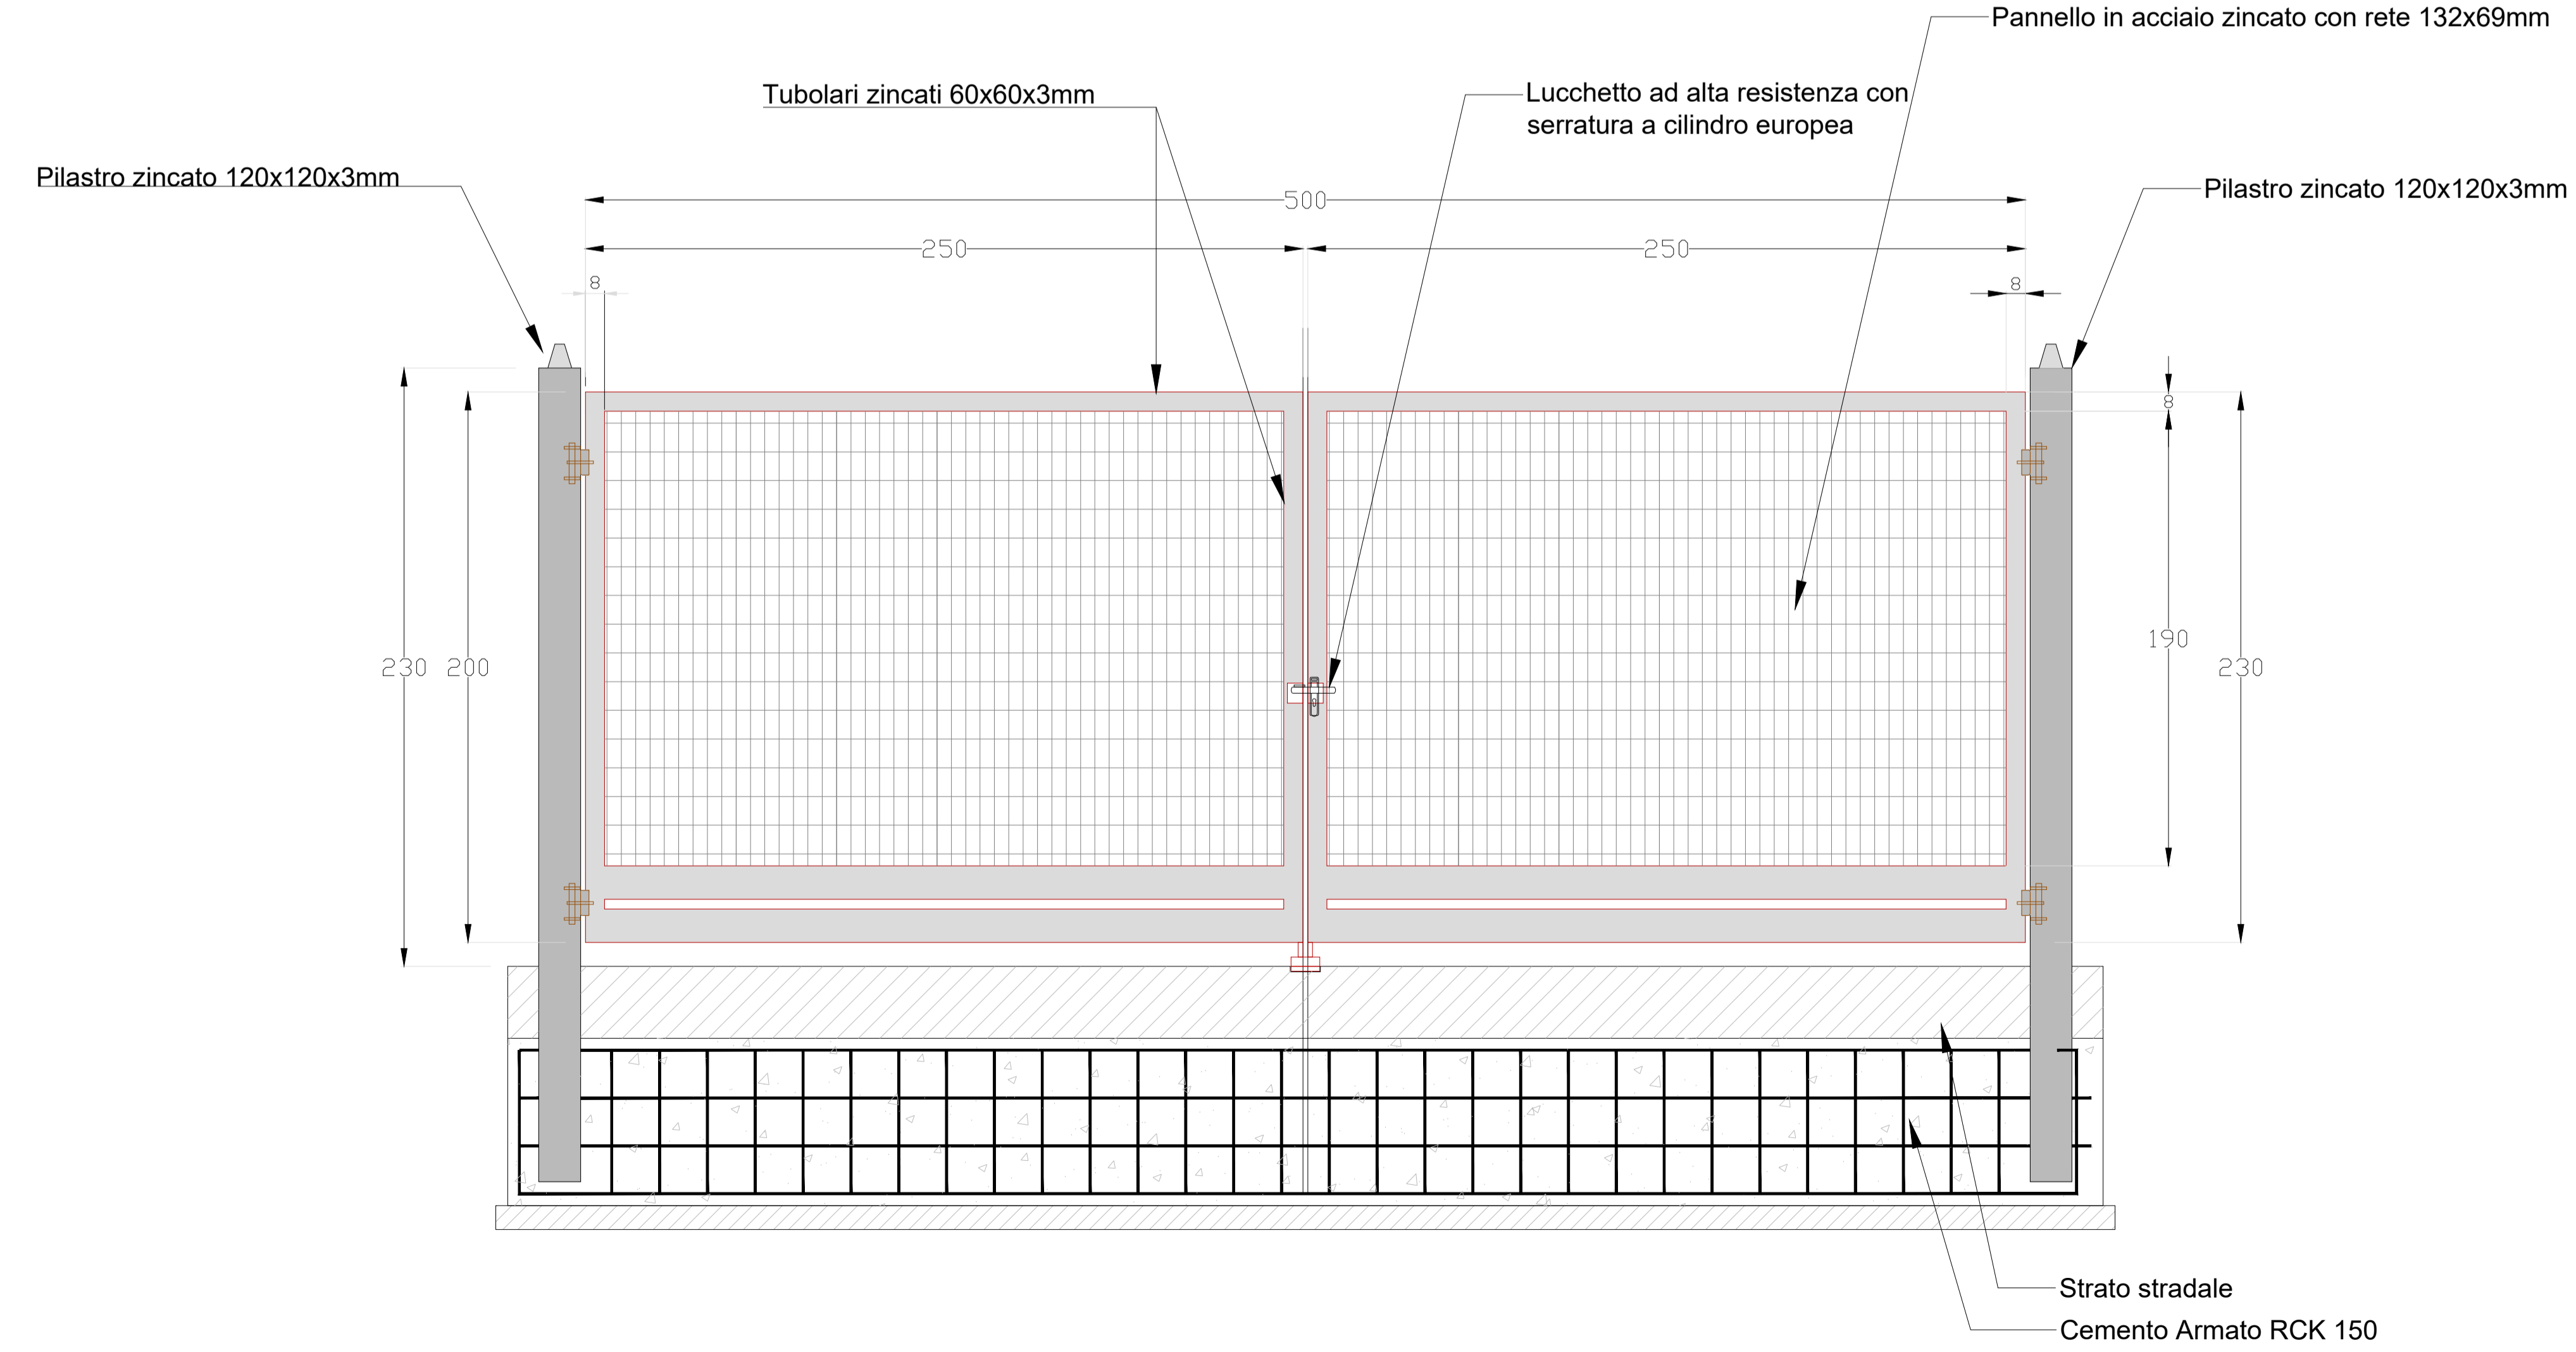 Pannello in acciaio zincato con rete 132x69mm
Tubolari zincati 60x60x3mm
Lucchetto ad alta resistenza con
serratura a cilindro europea
Pilastro zincato 120x120x3mm
Pilastro zincato 120x120x3mm
500
250
250
8
8
8
190
230
200
230
Strato stradale
Cemento Armato RCK 150